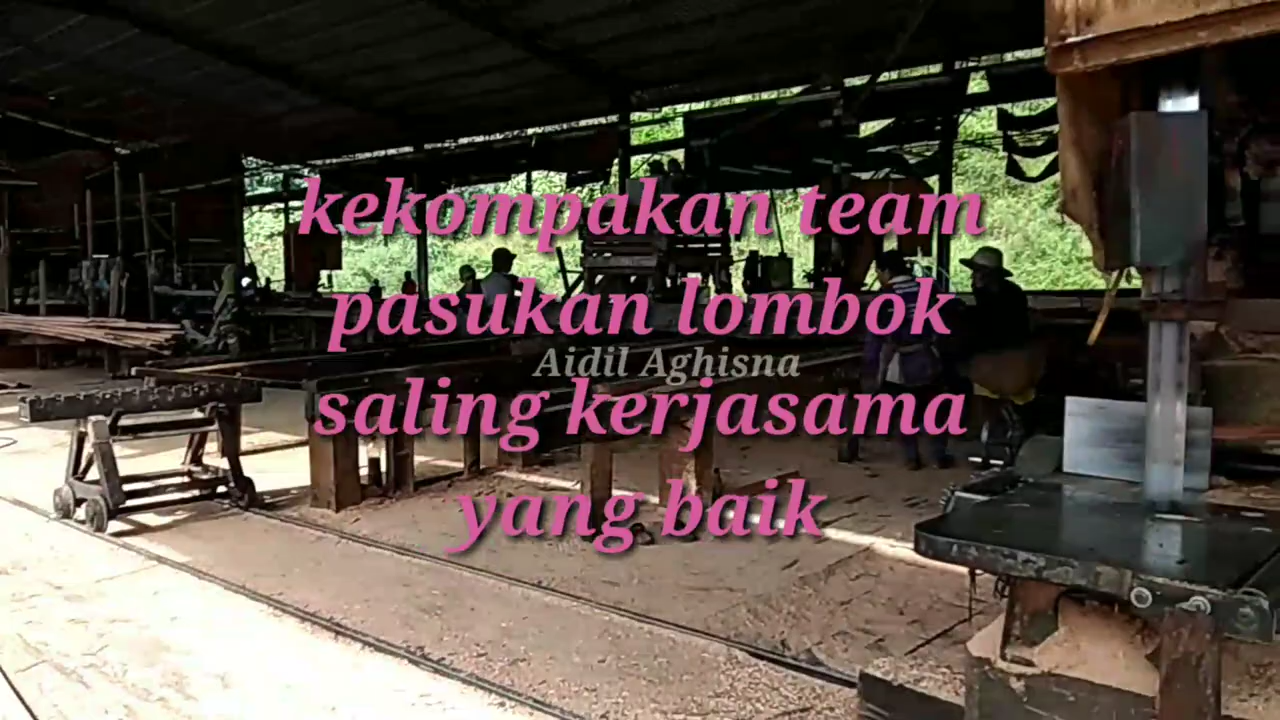 kekompakan team
pasukan lombok
Aidil Aghisna
saling kerjasama
yang baik